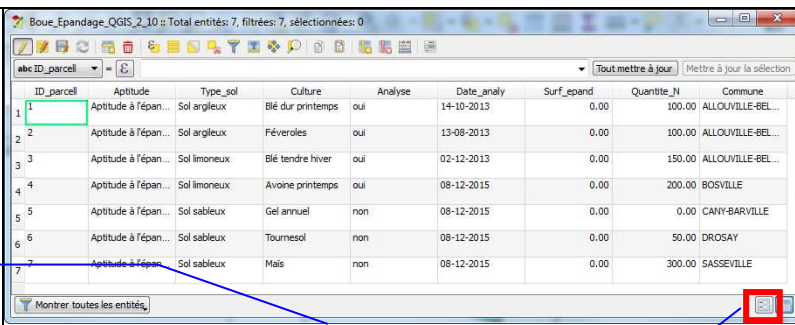 Boue_Epandage_QGIS_2_10 :: Total entités: 7, filtrées: 7, sélectionnées: 0
abc ID_parcell = ε Tout mettre à jour Mettre à jour la sélection
ID_parcell Aptitude Type_sol Culture Analyse Date_analy Surf_epand Quantite_N Commune
1 1 Aptitude à l'épan... Sol argileux Blé dur printemps oui 14-10-2013 0.00 100.00 ALLOUVILLE-BEL...
2 2 Aptitude à l'épan... Sol argileux Féveroles oui 13-08-2013 0.00 100.00 ALLOUVILLE-BEL...
3 3 Aptitude à l'épan... Sol limoneux Blé tendre hiver oui 02-12-2013 0.00 150.00 ALLOUVILLE-BEL...
4 4 Aptitude à l'épan... Sol limoneux Avoine printemps oui 08-12-2015 0.00 200.00 BOSVILLE
5 5 Aptitude à l'épan... Sol sableux Gel annuel non 08-12-2015 0.00 0.00 CANY-BARVILLE
6 6 Aptitude à l'épan... Sol sableux Tournesol non 08-12-2015 0.00 50.00 DROSAY
7 7 Aptitude à l'épan... Sol sableux Maïs non 08-12-2015 0.00 300.00 SASSEVILLE
Montrer toutes les entités